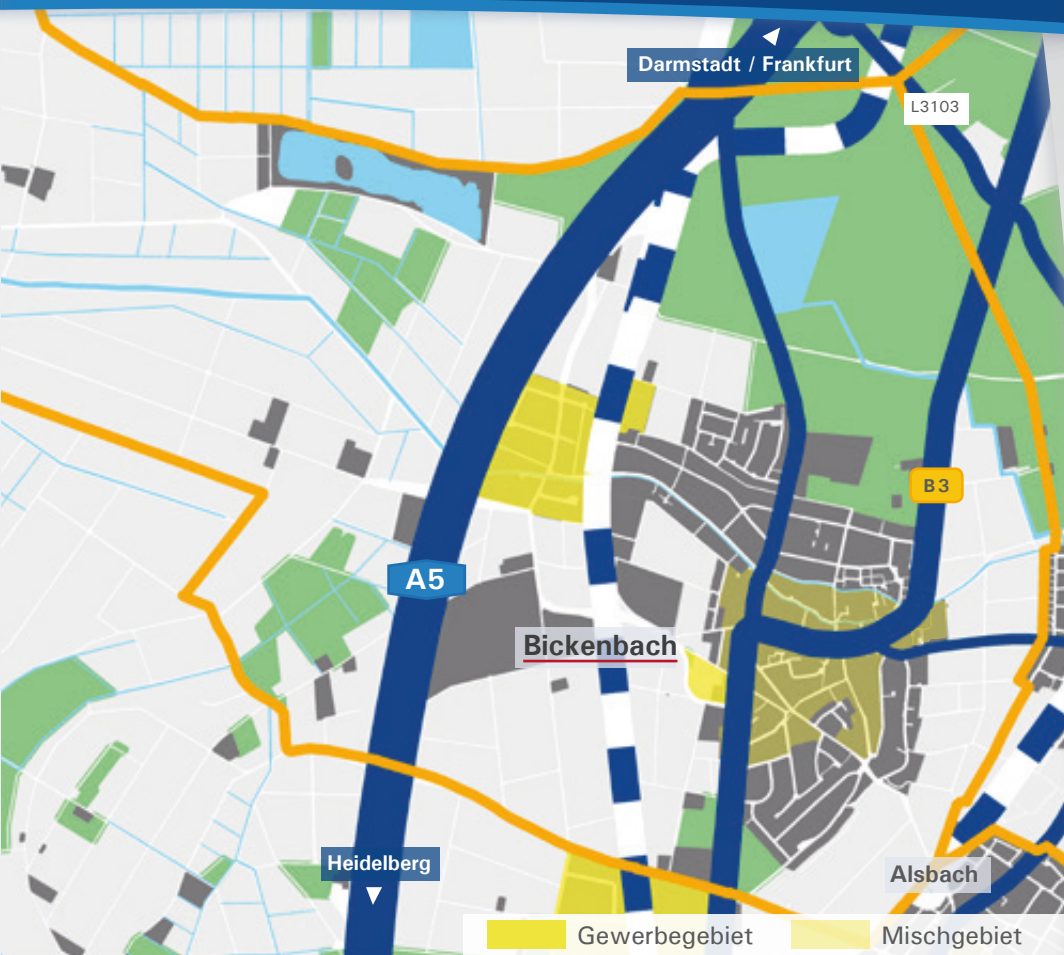 Darmstadt / Frankfurt
L3103
B3
A5
Bickenbach
Heidelberg
Alsbach
Gewerbegebiet
Mischgebiet